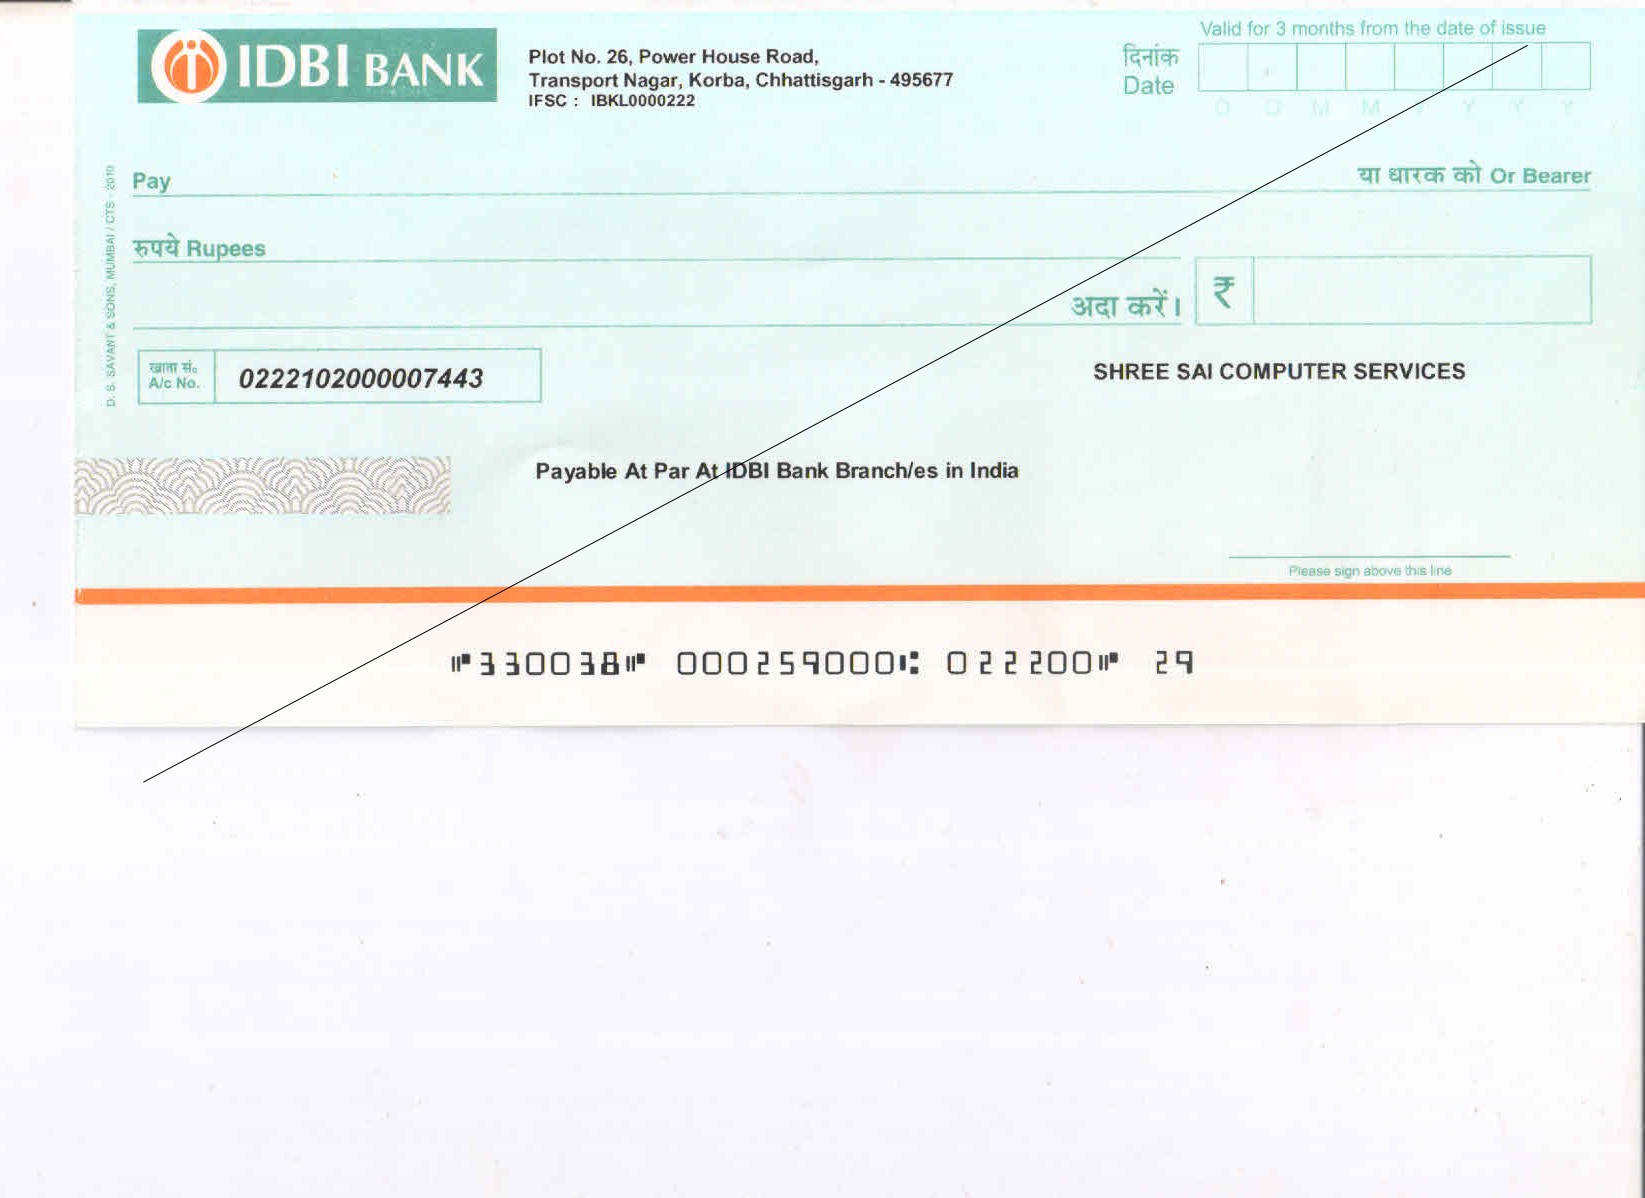 IDBI BANK
Plot No. 26, Power House Road,
Transport Nagar, Korba, Chhattisgarh - 495677
IFSC : IBKL0000222
Valid for 3 months from the date of issue
दिनांक
Date
D D M M Y Y Y Y
Pay
या धारक को Or Bearer
रुपये Rupees
अदा करें।
₹
खाता सं०
A/c No.
0222102000007443
SHREE SAI COMPUTER SERVICES
D. S. SAVANT & SONS, MUMBAI / CTS - 2010
Payable At Par At IDBI Bank Branch/es in India
Please sign above this line
⑈330038⑈ 000259000⑆ 022200⑈ 29